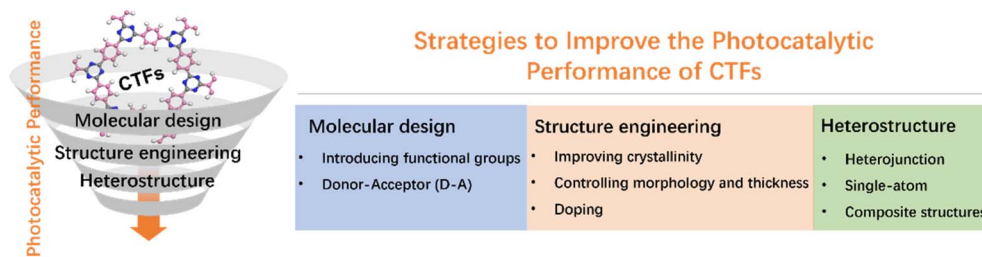 Photocatalytic Performance
CTFs
Molecular design
Structure engineering
Heterostructure
Strategies to Improve the Photocatalytic
Performance of CTFs
Molecular design
• Introducing functional groups
• Donor-Acceptor (D-A)
Structure engineering
• Improving crystallinity
• Controlling morphology and thickness
• Doping
Heterostructure
• Heterojunction
• Single-atom
• Composite structures